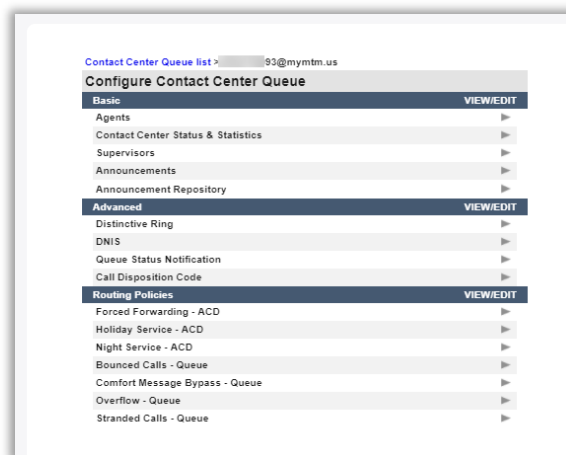 Contact Center Queue list > 93@mymtm.us
Configure Contact Center Queue
Basic VIEW/EDIT
Agents
Contact Center Status & Statistics
Supervisors
Announcements
Announcement Repository
Advanced VIEW/EDIT
Distinctive Ring
DNIS
Queue Status Notification
Call Disposition Code
Routing Policies VIEW/EDIT
Forced Forwarding - ACD
Holiday Service - ACD
Night Service - ACD
Bounced Calls - Queue
Comfort Message Bypass - Queue
Overflow - Queue
Stranded Calls - Queue